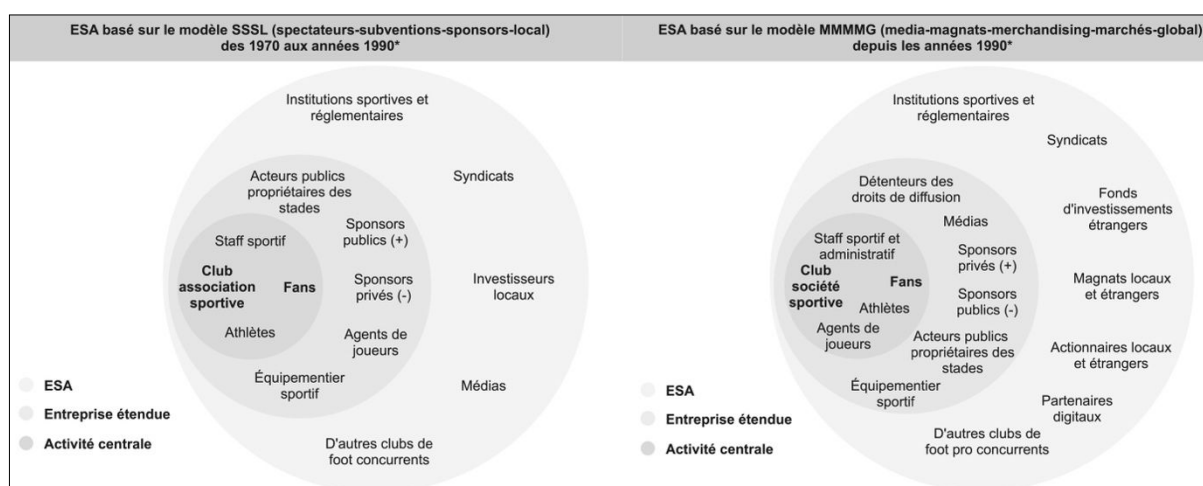 ESA basé sur le modèle SSSL (spectateurs-subventions-sponsors-local)
des 1970 aux années 1990*
Institutions sportives et
réglementaires
Acteurs publics
propriétaires des
stades
Syndicats
Sponsors
publics (+)
Staff sportif
Club
association
sportive
Fans
Sponsors
privés (-)
Investisseurs
locaux
Athlètes
Agents de
joueurs
Équipementier
sportif
Médias
D'autres clubs de
foot concurrents
ESA
Entreprise étendue
Activité centrale
ESA basé sur le modèle MMMMG (media-magnats-merchandising-marchés-global)
depuis les années 1990*
Institutions sportives et
réglementaires
Syndicats
Détenteurs des
droits de diffusion
Fonds
d'investissements
étrangers
Médias
Staff sportif et
administratif
Sponsors
privés (+)
Club
société
sportive
Fans
Magnats locaux
et étrangers
Sponsors
publics (-)
Athlètes
Agents de
joueurs
Acteurs publics
propriétaires des
stades
Actionnaires locaux
et étrangers
Équipementier
sportif
Partenaires
digitaux
D'autres clubs de
foot pro concurrents
ESA
Entreprise étendue
Activité centrale